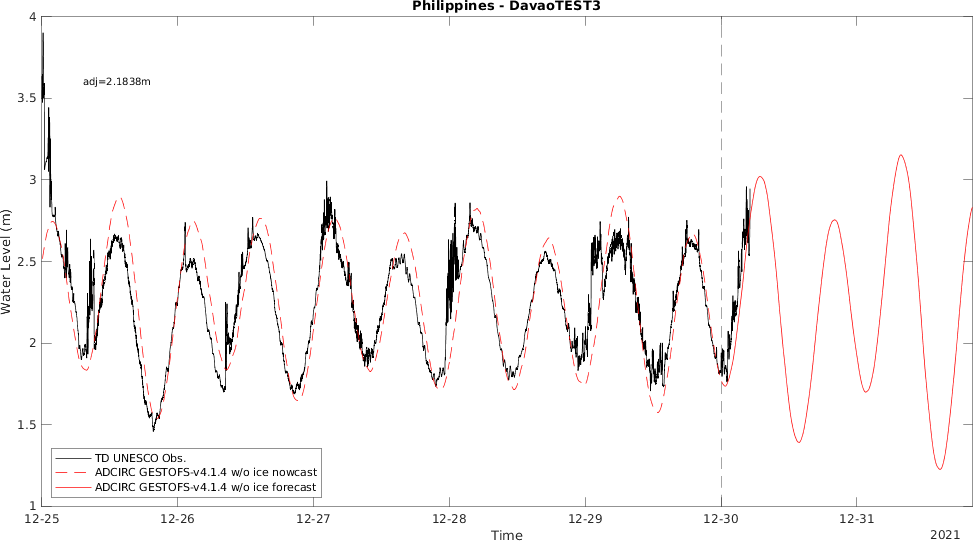 Philippines - DavaoTEST3
4
adj=2.1838m
3.5
3
2.5
2
1.5
1
Water Level (m)
TD UNESCO Obs.
ADCIRC GESTOFS-v4.1.4 w/o ice nowcast
ADCIRC GESTOFS-v4.1.4 w/o ice forecast
12-25 12-26 12-27 12-28 12-29 12-30 12-31
Time
2021